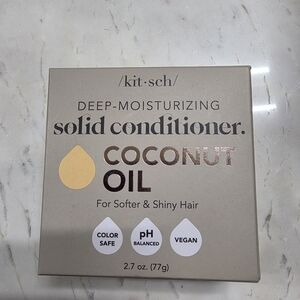 /kit·sch/
DEEP-MOISTURIZING
solid conditioner.
COCONUT
OIL
For Softer & Shiny Hair
COLOR
SAFE
pH
BALANCED
VEGAN
2.7 oz. (77g)